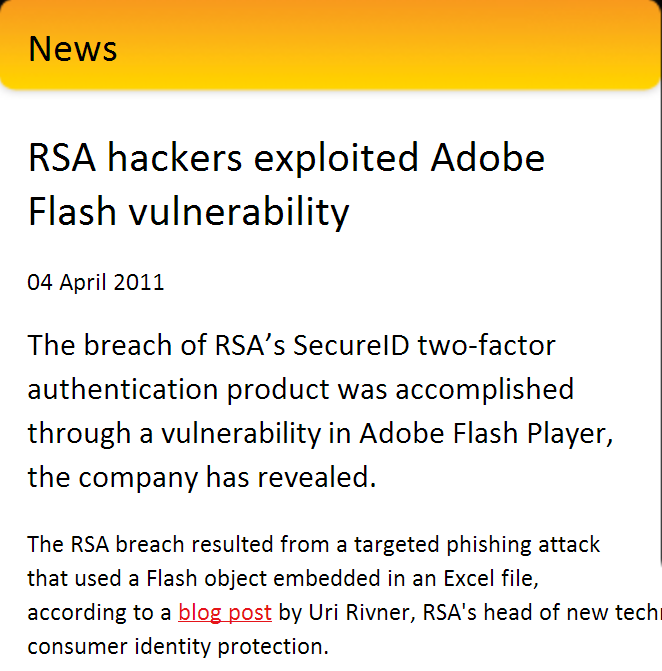 News
RSA hackers exploited Adobe
Flash vulnerability
04 April 2011
The breach of RSA’s SecureID two-factor
authentication product was accomplished
through a vulnerability in Adobe Flash Player,
the company has revealed.
The RSA breach resulted from a targeted phishing attack
that used a Flash object embedded in an Excel file,
according to a blog post by Uri Rivner, RSA's head of new
consumer identity protection.